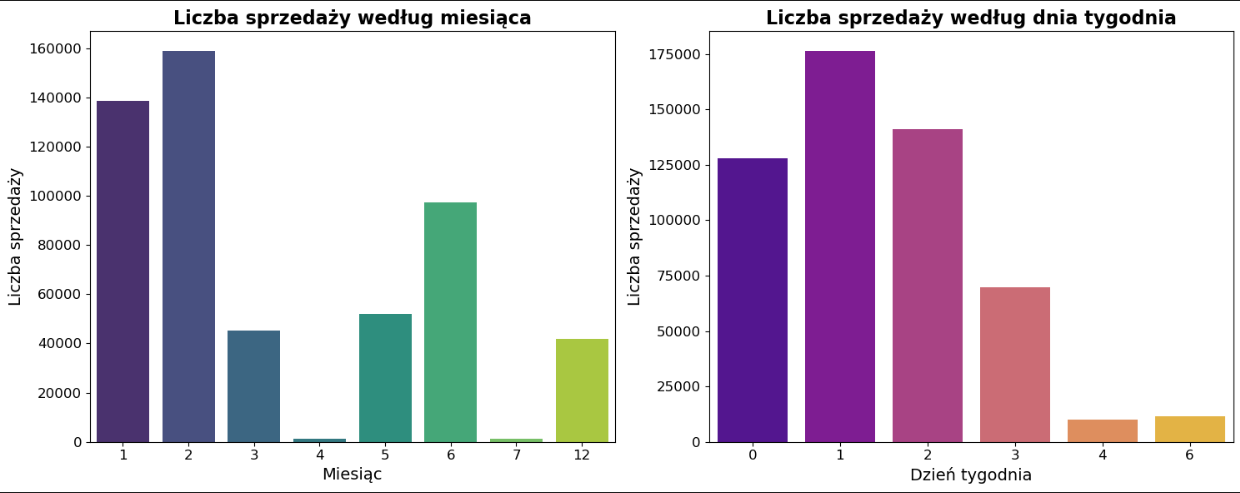 Liczba sprzedaży według miesiąca
160000
140000
120000
100000
80000
60000
40000
20000
0
Liczba sprzedaży
1 2 3 4 5 6 7 12
Miesiąc
Liczba sprzedaży według dnia tygodnia
175000
150000
125000
100000
75000
50000
25000
0
Liczba sprzedaży
0 1 2 3 4 6
Dzień tygodnia